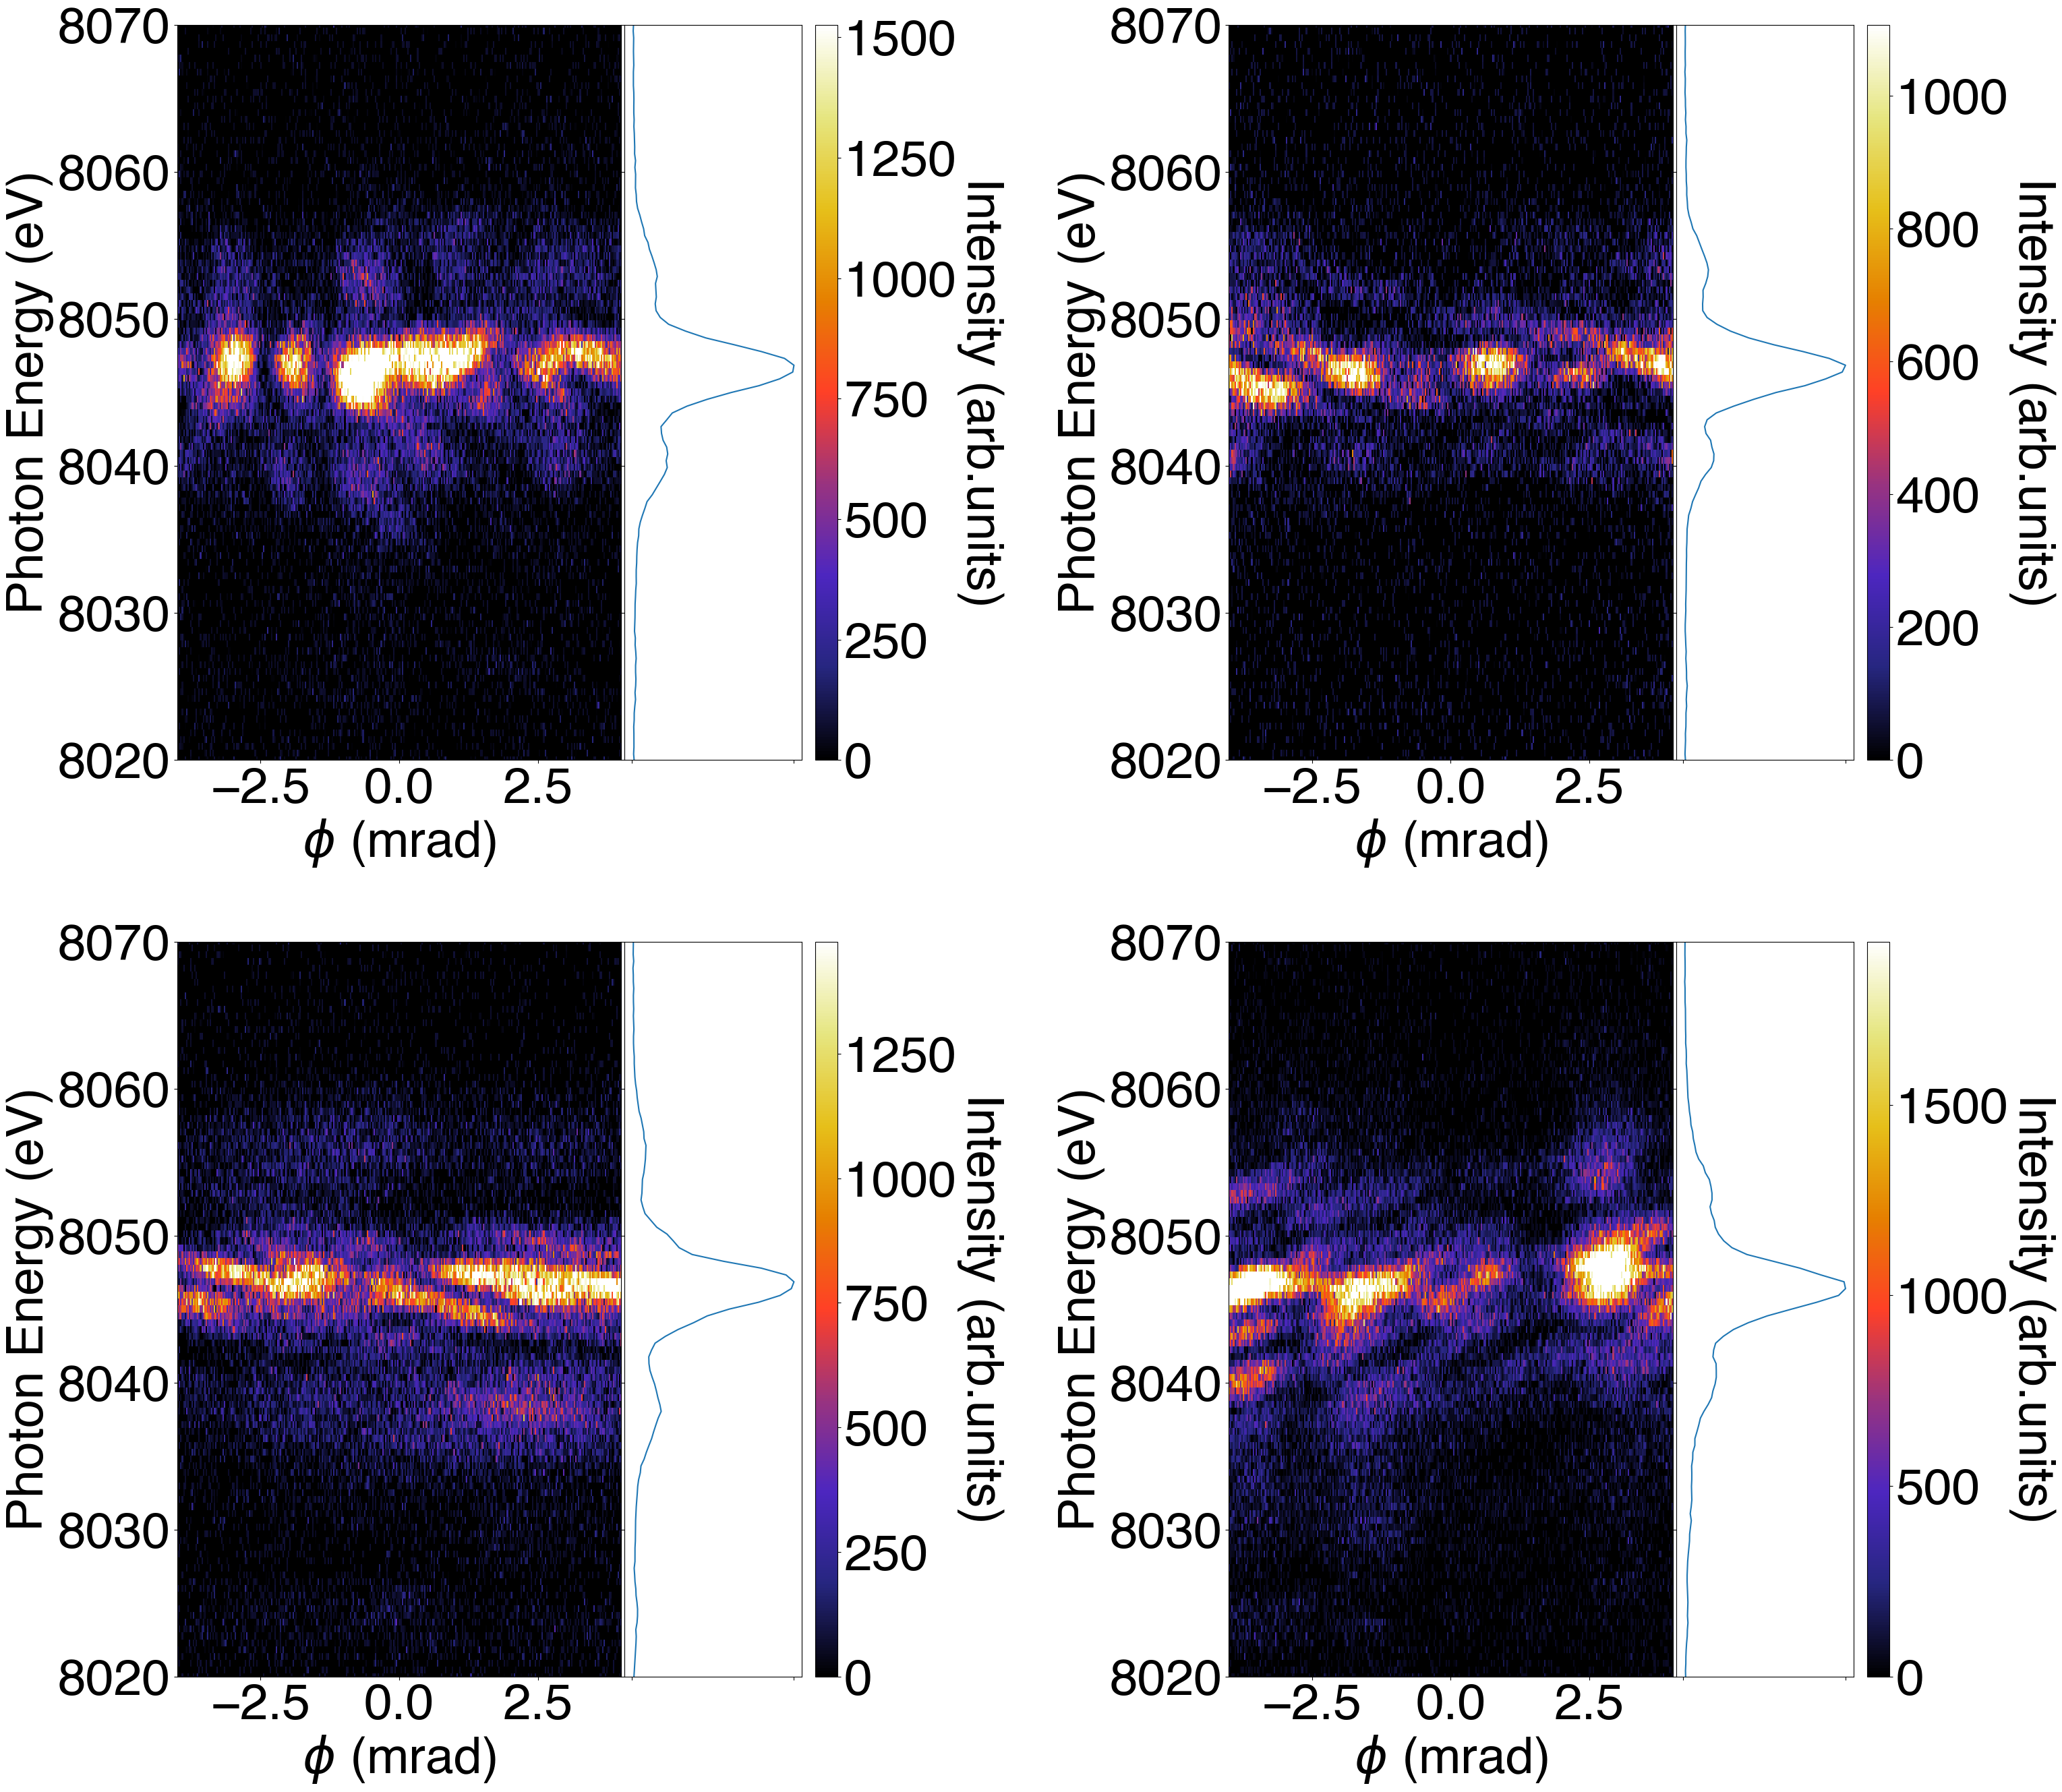 8070
8060
8050
8040
8030
8020
Photon Energy (eV)
−2.5 0.0 2.5
ϕ (mrad)
1500
1250
1000
750
500
250
0
Intensity (arb.units)
8070
8060
8050
8040
8030
8020
Photon Energy (eV)
−2.5 0.0 2.5
ϕ (mrad)
1000
800
600
400
200
0
Intensity (arb.units)
8070
8060
8050
8040
8030
8020
Photon Energy (eV)
−2.5 0.0 2.5
ϕ (mrad)
1250
1000
750
500
250
0
Intensity (arb.units)
8070
8060
8050
8040
8030
8020
Photon Energy (eV)
−2.5 0.0 2.5
ϕ (mrad)
1500
1000
500
0
Intensity (arb.units)